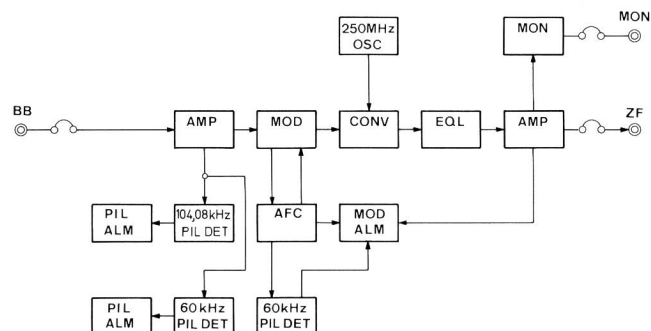 250MHz
OSC
MON
MON
BB
AMP
MOD
CONV
EQL
AMP
ZF
PIL
ALM
104,08kHz
PIL DET
AFC
MOD
ALM
PIL
ALM
60kHz
PIL DET
60kHz
PIL DET